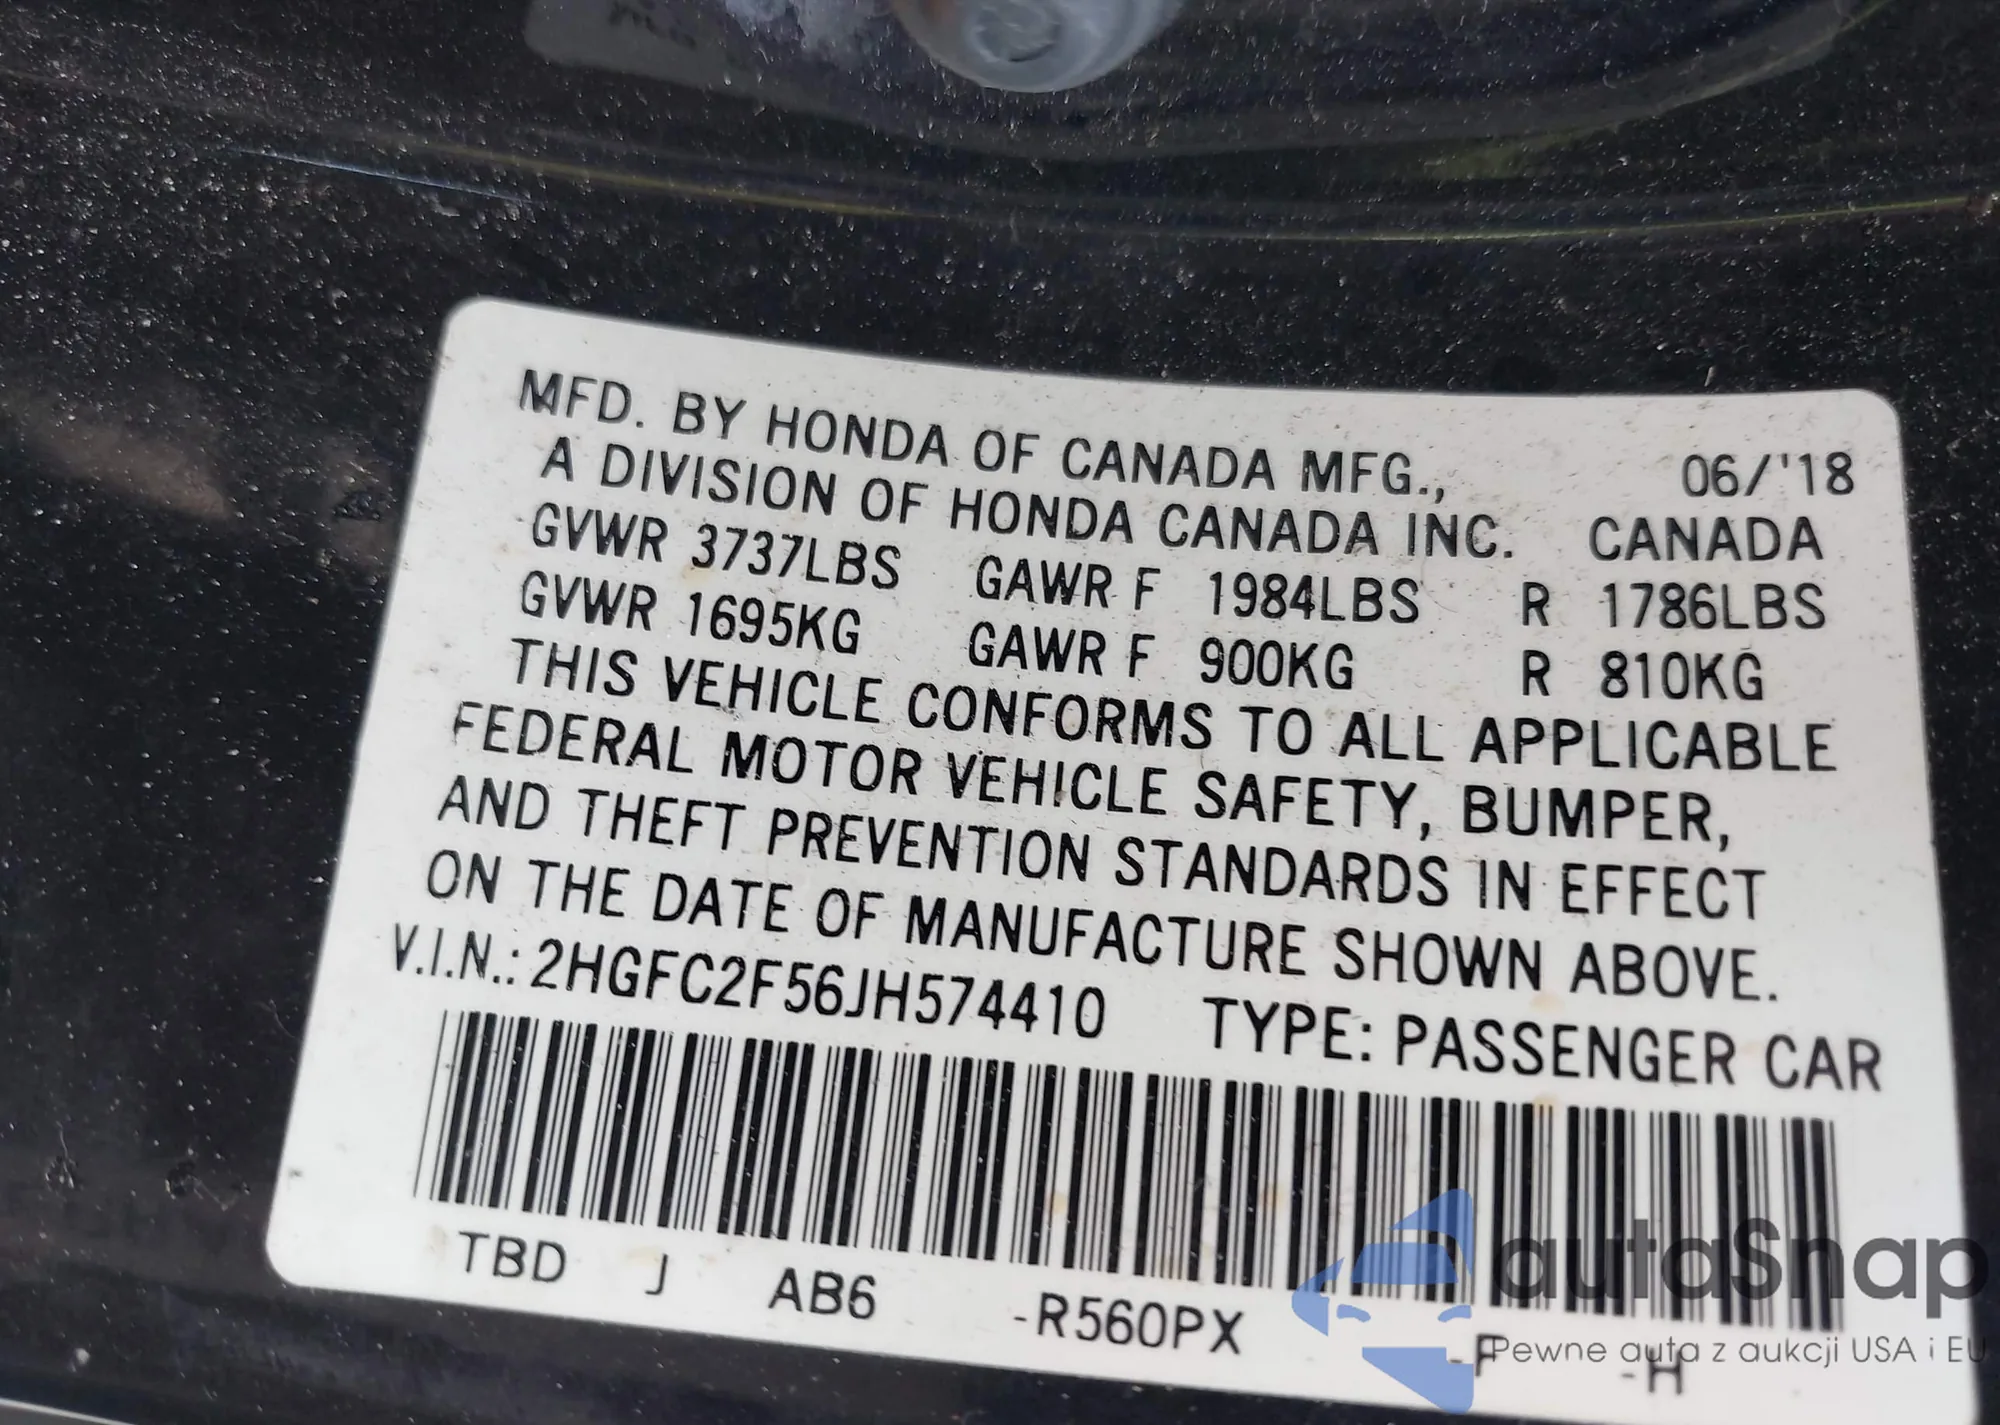 MFD. BY HONDA OF CANADA MFG., 06/'18
A DIVISION OF HONDA CANADA INC. CANADA
GVWR 3737LBS GAWR F 1984LBS R 1786LBS
GVWR 1695KG GAWR F 900KG R 810KG
THIS VEHICLE CONFORMS TO ALL APPLICABLE
FEDERAL MOTOR VEHICLE SAFETY, BUMPER,
AND THEFT PREVENTION STANDARDS IN EFFECT
ON THE DATE OF MANUFACTURE SHOWN ABOVE.
V.I.N.: 2HGFC2F56JH574410 TYPE: PASSENGER CAR
TBD J AB6 -R560PX -F -H
autaSnap
Pewne auta z aukcji USA i EU